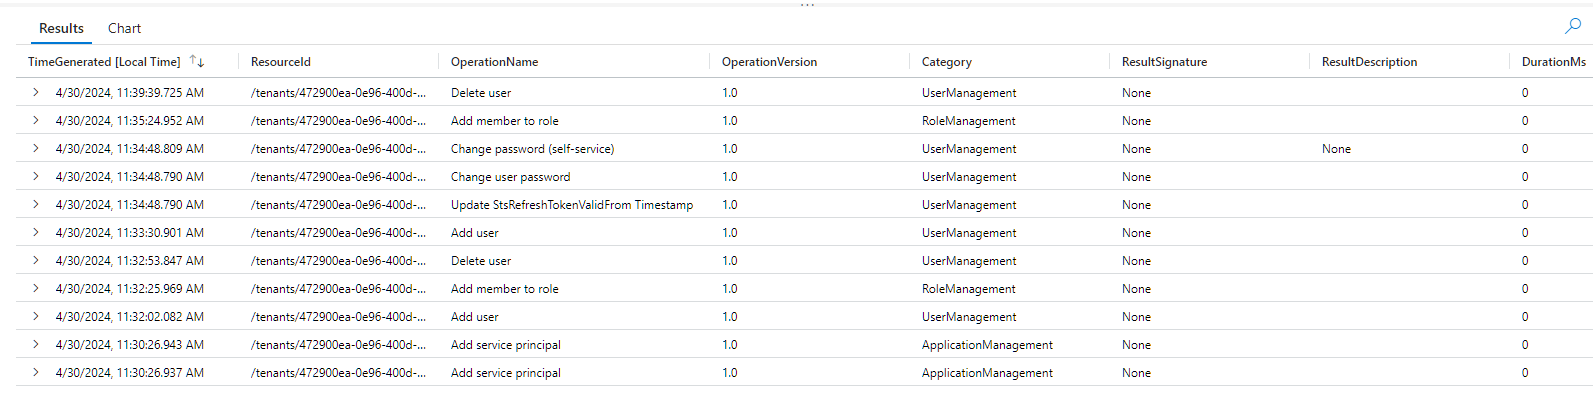 Results Chart
TimeGenerated [Local Time] ResourceId OperationName OperationVersion Category ResultSignature ResultDescription DurationMs
4/30/2024, 11:39:39.725 AM /tenants/472900ea-0e96-400d-... Delete user 1.0 UserManagement None 0
4/30/2024, 11:35:24.952 AM /tenants/472900ea-0e96-400d-... Add member to role 1.0 RoleManagement None 0
4/30/2024, 11:34:48.809 AM /tenants/472900ea-0e96-400d-... Change password (self-service) 1.0 UserManagement None None 0
4/30/2024, 11:34:48.790 AM /tenants/472900ea-0e96-400d-... Change user password 1.0 UserManagement None 0
4/30/2024, 11:34:48.790 AM /tenants/472900ea-0e96-400d-... Update StsRefreshTokenValidFrom Timestamp 1.0 UserManagement None 0
4/30/2024, 11:33:30.901 AM /tenants/472900ea-0e96-400d-... Add user 1.0 UserManagement None 0
4/30/2024, 11:32:53.847 AM /tenants/472900ea-0e96-400d-... Delete user 1.0 UserManagement None 0
4/30/2024, 11:32:25.969 AM /tenants/472900ea-0e96-400d-... Add member to role 1.0 RoleManagement None 0
4/30/2024, 11:32:02.082 AM /tenants/472900ea-0e96-400d-... Add user 1.0 UserManagement None 0
4/30/2024, 11:30:26.943 AM /tenants/472900ea-0e96-400d-... Add service principal 1.0 ApplicationManagement None 0
4/30/2024, 11:30:26.937 AM /tenants/472900ea-0e96-400d-... Add service principal 1.0 ApplicationManagement None 0